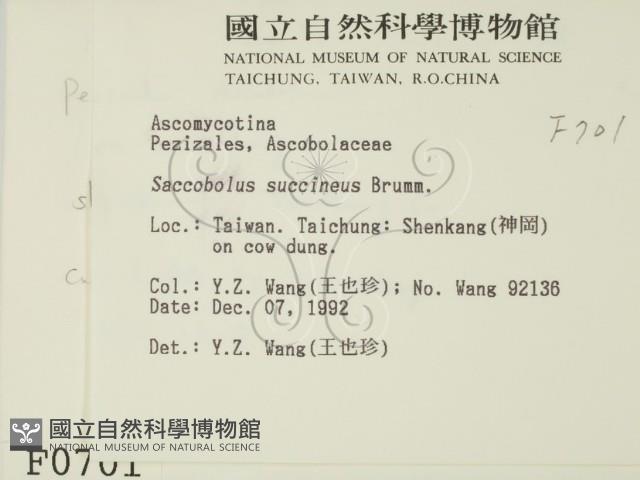 國立自然科學博物館
NATIONAL MUSEUM OF NATURAL SCIENCE
TAICHUNG, TAIWAN, R.O.CHINA
F701
Ascomycotina
Pezizales, Ascobolaceae
Saccobolus succineus Brumm.
Loc.: Taiwan. Taichung: Shenkang(神岡)
on cow dung.
Col.: Y.Z. Wang(王也珍); No. Wang 92136
Date: Dec. 07, 1992
Det.: Y.Z. Wang(王也珍)
國立自然科學博物館
NATIONAL MUSEUM OF NATURAL SCIENCE
F0701